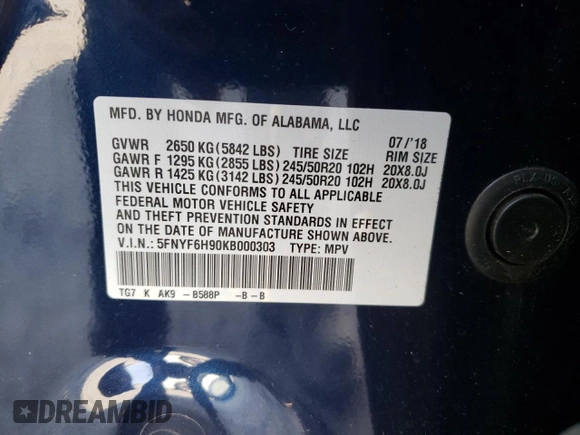 MFD. BY HONDA MFG. OF ALABAMA, LLC
07/'18
GVWR 2650 KG(5842 LBS) TIRE SIZE RIM SIZE
GAWR F 1295 KG(2855 LBS)245/50R20 102H 20X8.0J
GAWR R 1425 KG(3142 LBS)245/50R20 102H 20X8.0J
THIS VEHICLE CONFORMS TO ALL APPLICABLE
FEDERAL MOTOR VEHICLE SAFETY
AND THEFT PREVENTION STANDARDS IN EFFECT
ON THE DATE OF MANUFACTURE SHOWN ABOVE.
V.I.N.: 5FNYF6H90KB000303 TYPE: MPV
TG7 K AK9 -B588P -B-B
DREAMBID